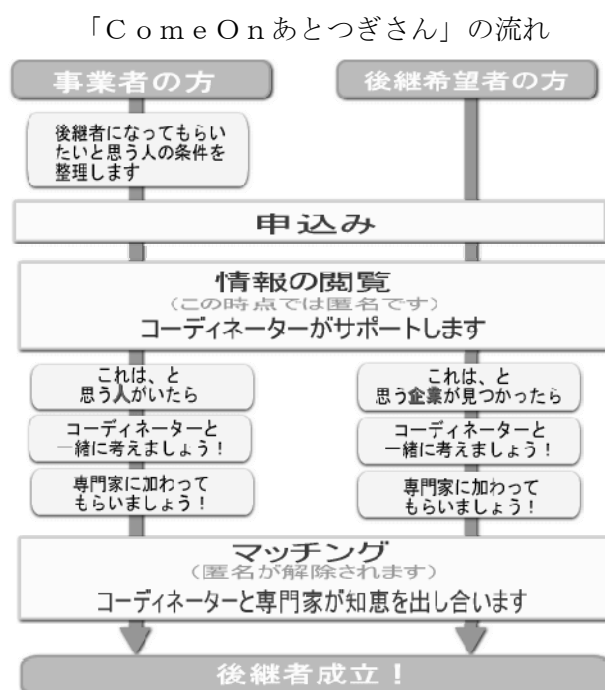 「ＣｏｍｅＯｎあとつぎさん」の流れ
事業者の方
後継希望者の方
後継者になってもらい
たいと思う人の条件を
整理します
申込み
情報の閲覧
(この時点では匿名です)
コーディネーターがサポートします
これは、と
思う人がいたら
コーディネーターと
一緒に考えましょう！
専門家に加わって
もらいましょう！
これは、と
思う企業が見つかったら
コーディネーターと
一緒に考えましょう！
専門家に加わって
もらいましょう！
マッチング
(匿名が解除されます)
コーディネーターと専門家が知恵を出し合います
後継者成立！